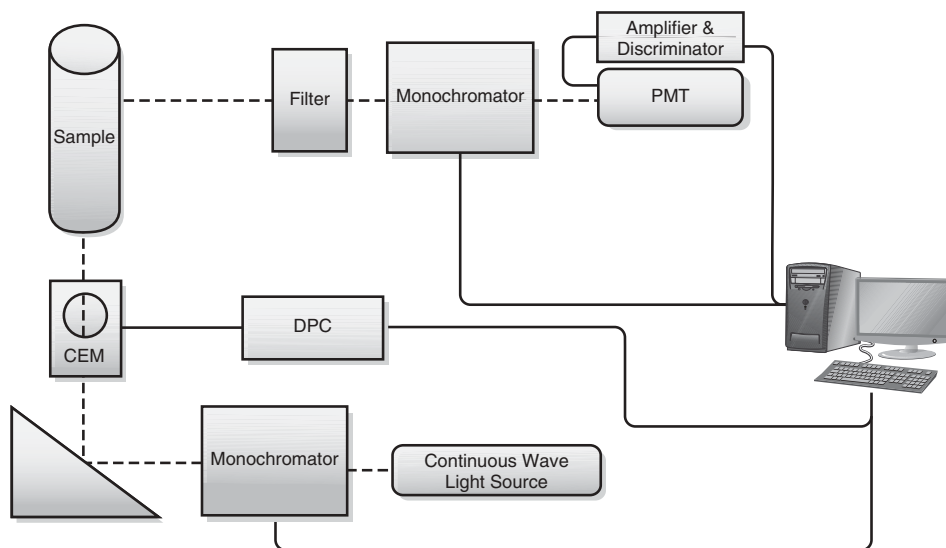 Amplifier &
Discriminator
Sample
Filter
Monochromator
PMT
CEM
DPC
Monochromator
Continuous Wave
Light Source